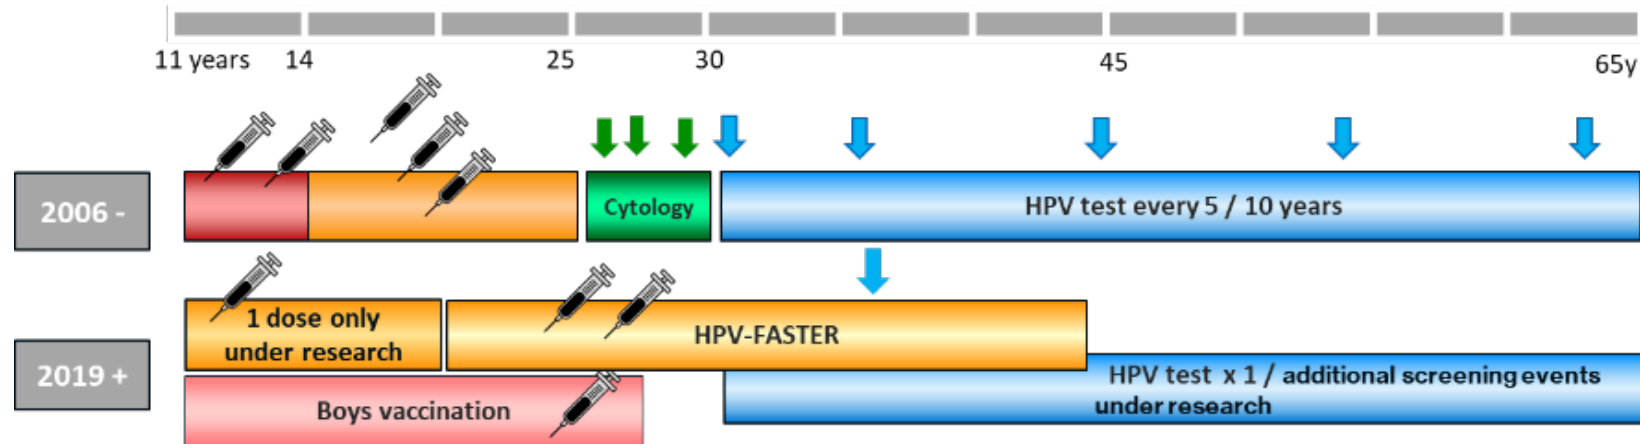 11 years 14 25 30 45 65y
2006 -
Cytology
HPV test every 5 / 10 years
2019 +
1 dose only
under research
HPV-FASTER
Boys vaccination
HPV test x 1 / additional screening events
under research